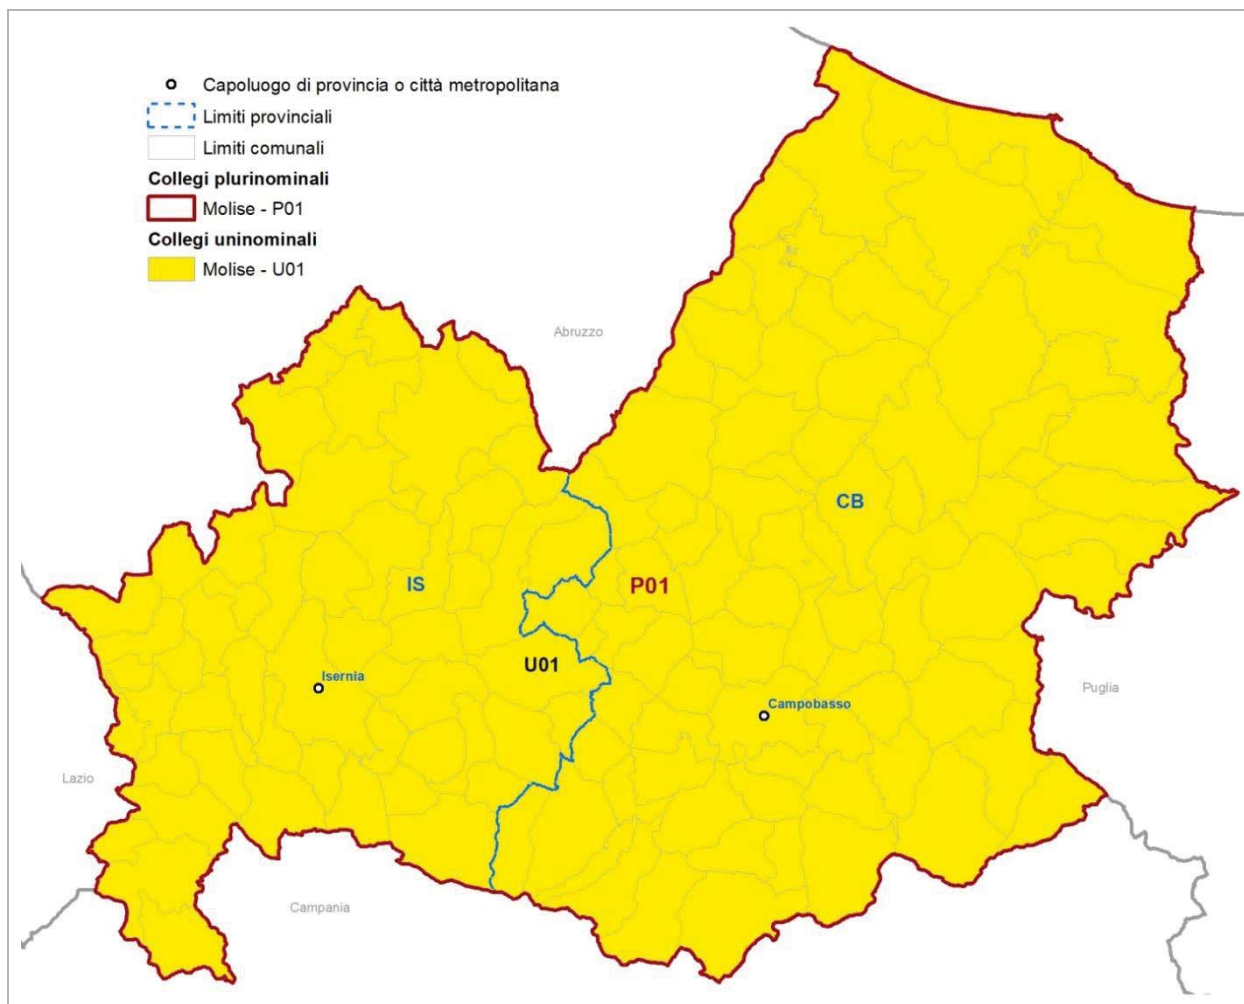 Capoluogo di provincia o città metropolitana
Limiti provinciali
Limiti comunali
Collegi plurinominali
Molise - P01
Collegi uninominali
Molise - U01
Abruzzo
CB
IS
P01
U01
Isernia
Puglia
Campobasso
Lazio
Campania